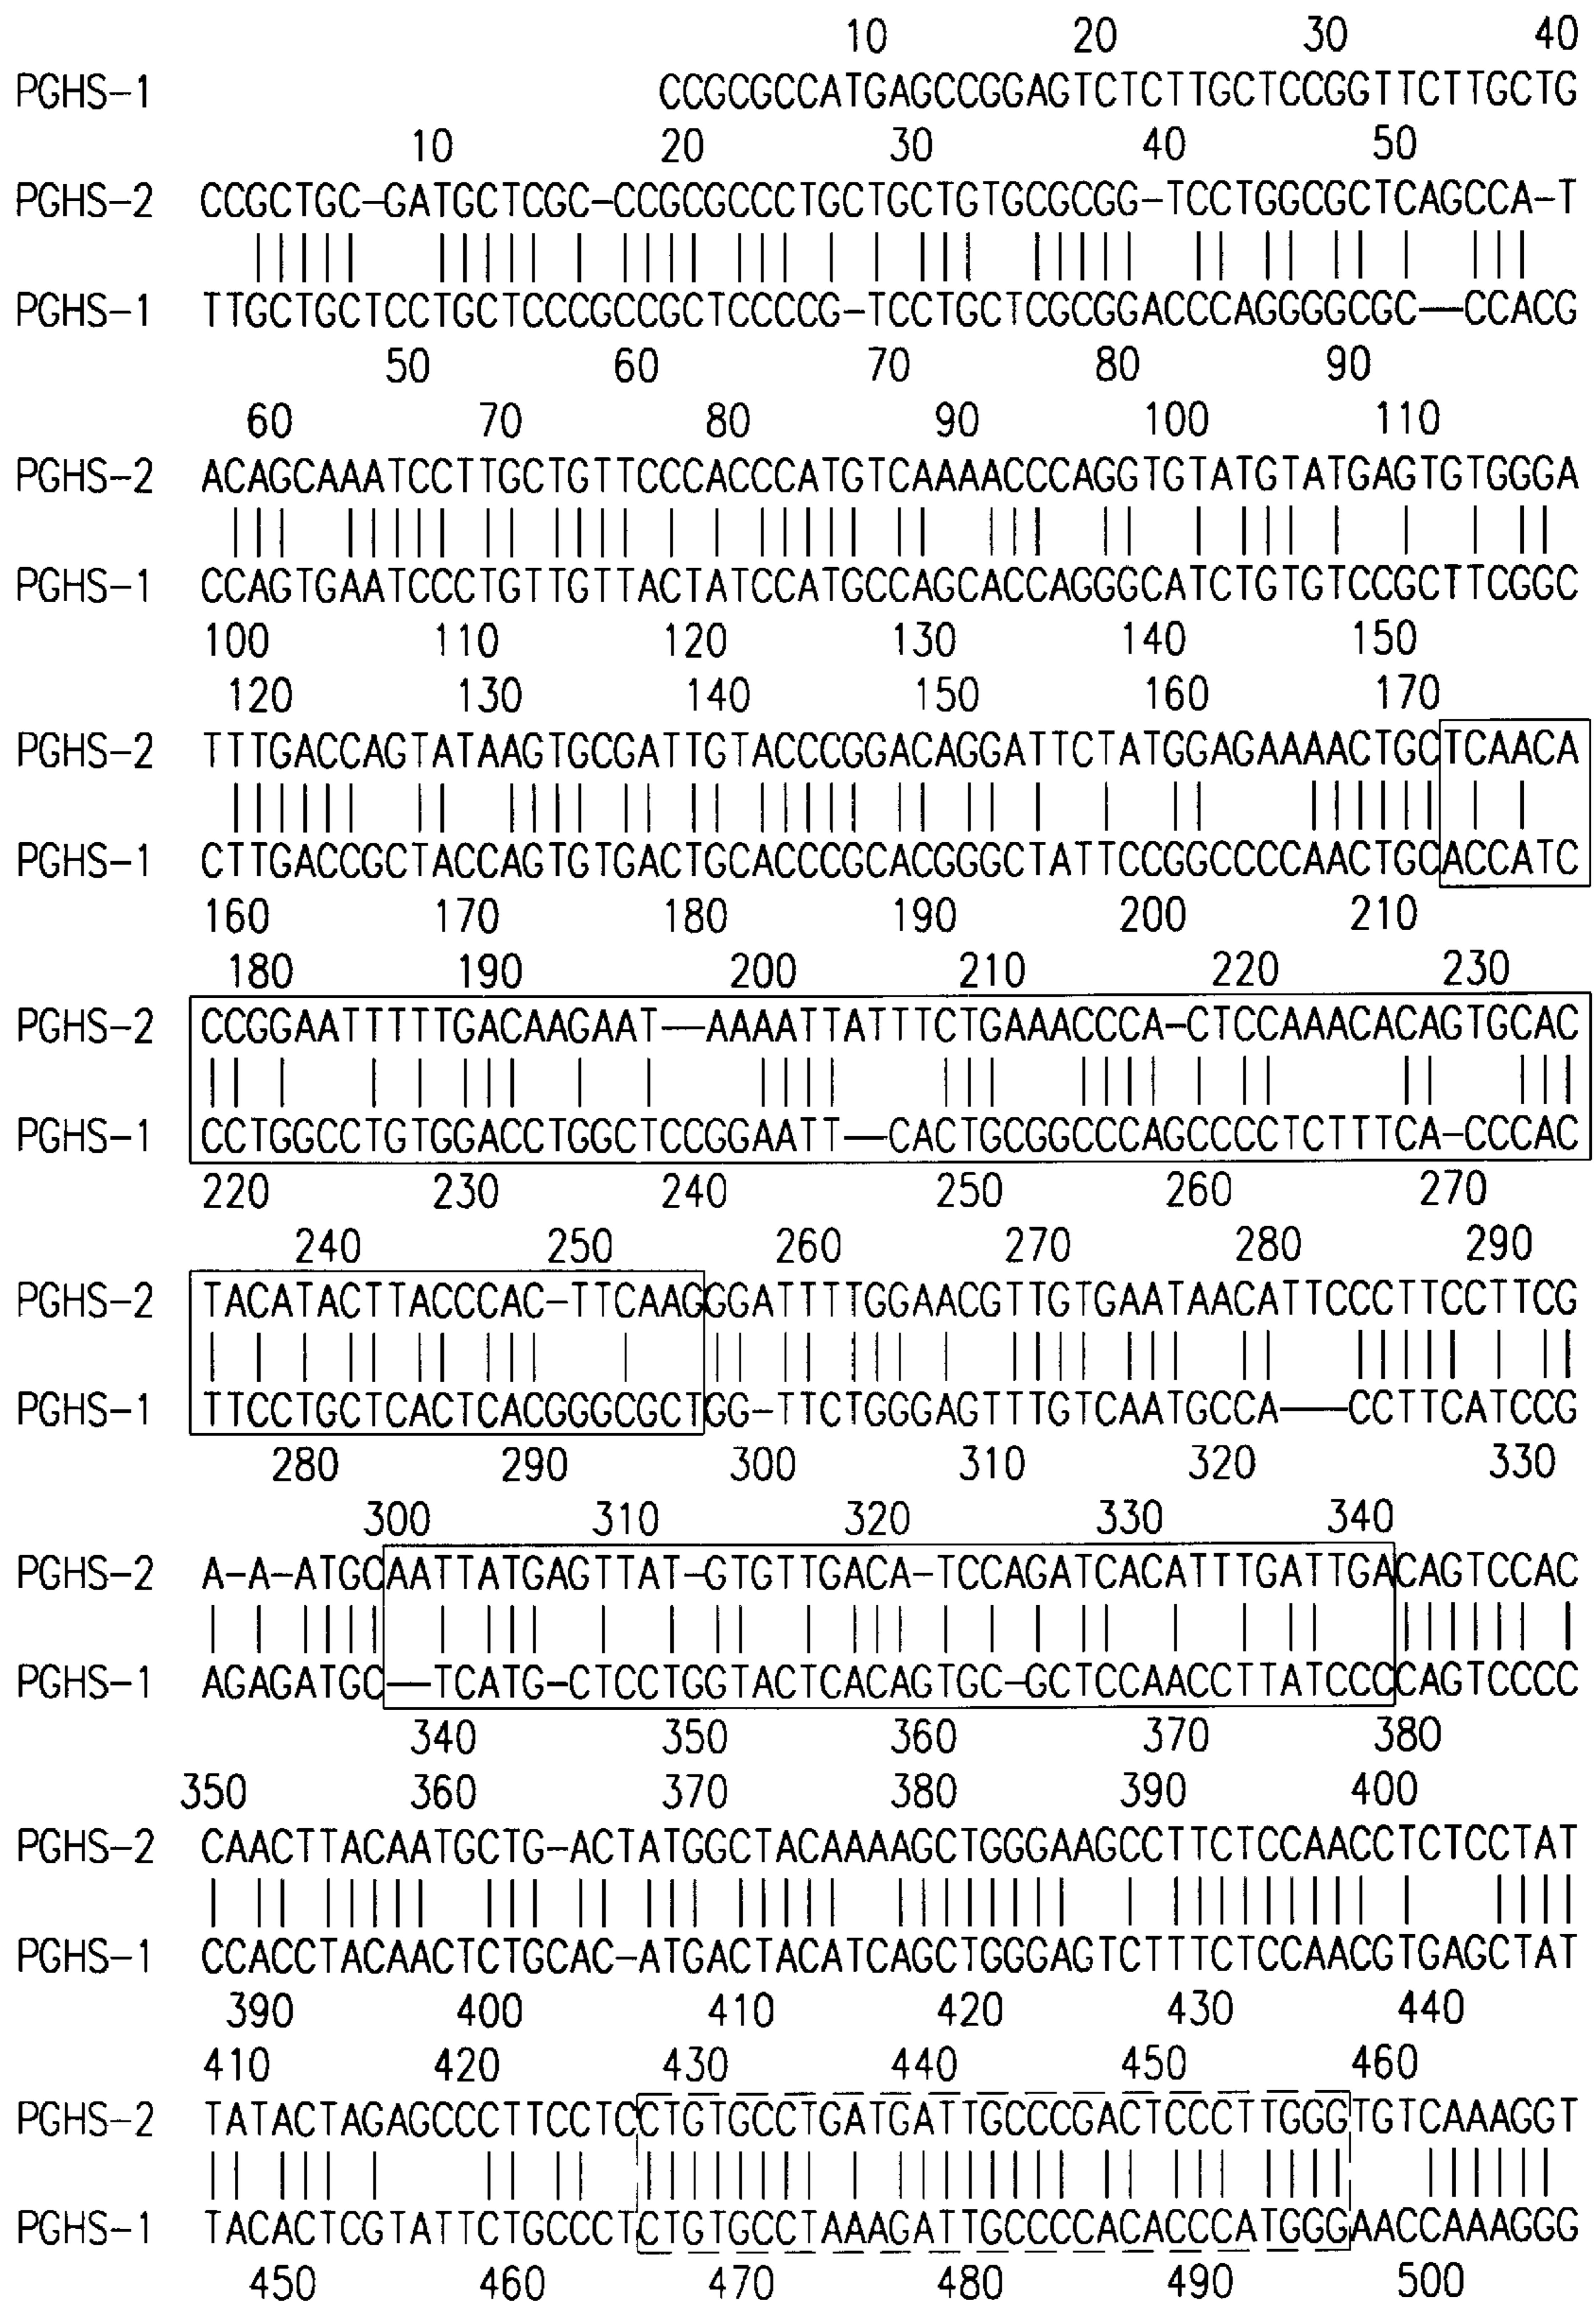 10 20 30 40
PGHS-1 CCGCGCCATGAGCCGGAGTCTCTTGCTCCGGTTCTTGCTG
10 20 30 40 50
PGHS-2 CCGCTGC-GATGCTCGC-CCGCGCCCTGCTGCTGTGCGCGG-TCCTGGCGCTCAGCCA-T
PGHS-1 TTGCTGCTCCTGCTCCCGCCGCTCCCCG-TCCTGCTCGCGGACCCAGGGGCGC—CCACG
50 60 70 80 90
60 70 80 90 100 110
PGHS-2 ACAGCAAATCCTTGCTGTTCCCACCCATGTCAAAACCCAGGTGTATGTATGAGTGTGGGA
PGHS-1 CCAGTGAATCCCTGTTGTTACTATCCATGCCAGCACCAGGGCATCTGTGTCCGCTTCGGC
100 110 120 130 140 150
120 130 140 150 160 170
PGHS-2 TTTGACCAGTATAAGTGCGATTGTACCCGGACAGGATTCTATGGAGAAAACTGCTCAACA
PGHS-1 CTTGACCGCTACCAGTGTGACTGCACCCGCACGGGCTATTCCGGCCCCAACTGCACCATC
160 170 180 190 200 210
180 190 200 210 220 230
PGHS-2 CCGGAATTTTTGACAAGAAT—AAAATTATTTCTGAAACCCA-CTCCAAACACAGTGCAC
PGHS-1 CCTGGCCTGTGGACCTGGCTCCGGAATT—CACTGCGGCCCAGCCCCTCTTTCA-CCCAC
220 230 240 250 260 270
240 250 260 270 280 290
PGHS-2 TACATACTTACCCAC-TTCAAGGGATTTTGGAACGTTGTGAATAACATTCCCTTCCTTCG
PGHS-1 TTCCTGCTCACTCACGGGCGCTGG-TTCTGGGAGTTTGTCAATGCCA—CCTTCATCCG
280 290 300 310 320 330
300 310 320 330 340
PGHS-2 A-A-ATGCAATTATGAGTTAT-GTGTTGACA-TCCAGATCACATTTGATTGACAGTCCAC
PGHS-1 AGAGATGC—TCATG-CTCCTGGTACTCACAGTGC-GCTCCAACCTTATCCCCAGTCCCC
340 350 360 370 380
350 360 370 380 390 400
PGHS-2 CAACTTACAATGCTG-ACTATGGCTACAAAAGCTGGGAAGCCTTCTCCAACCTCTCCTAT
PGHS-1 CCACCTACAACTCTGCAC-ATGACTACATCAGCTGGGAGTCTTTCTCCAACGTGAGCTAT
390 400 410 420 430 440
410 420 430 440 450 460
PGHS-2 TATACTAGAGCCCTTCCTCCTGTGCCTGATGATTGCCCGACTCCCTTGGGTGTCAAAGGT
PGHS-1 TACACTCGTATTCTGCCCTCTGTGCCTAAAGATTGCCCCACACCCATGGGAACCAAAGGG
450 460 470 480 490 500